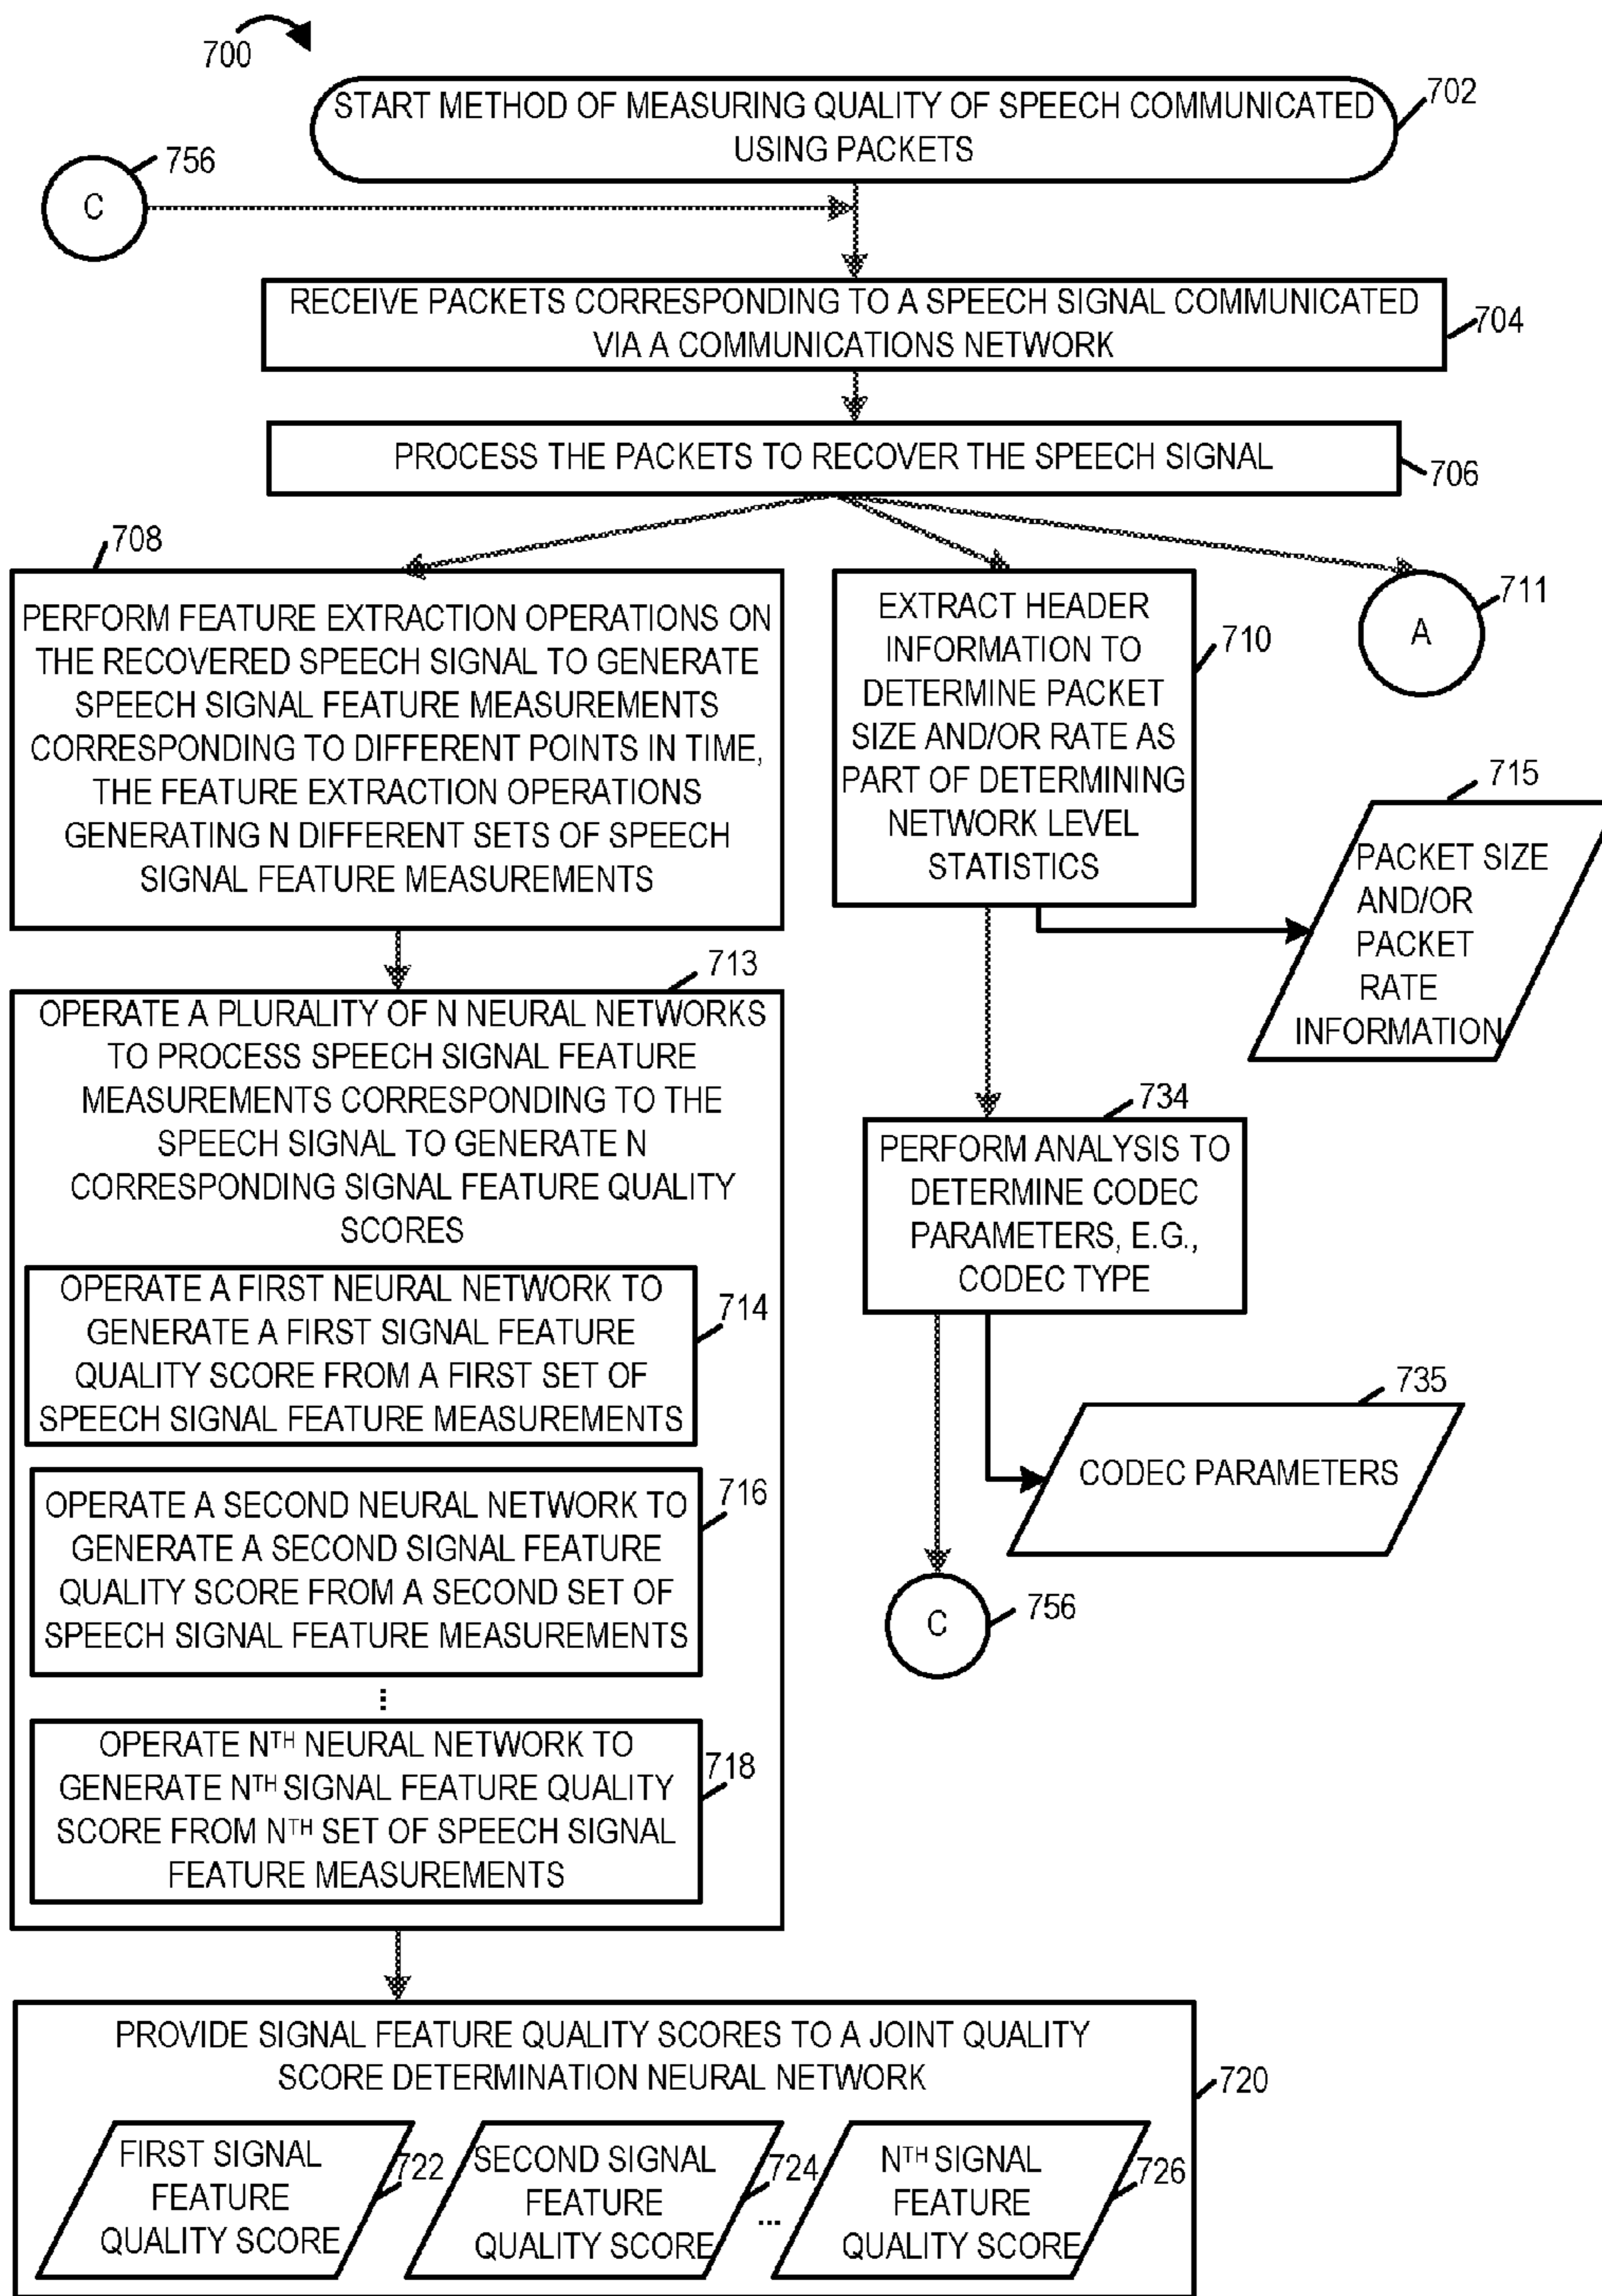 700
START METHOD OF MEASURING QUALITY OF SPEECH COMMUNICATED
USING PACKETS
702
756
C
RECEIVE PACKETS CORRESPONDING TO A SPEECH SIGNAL COMMUNICATED
VIA A COMMUNICATIONS NETWORK
704
PROCESS THE PACKETS TO RECOVER THE SPEECH SIGNAL
706
708
PERFORM FEATURE EXTRACTION OPERATIONS ON
THE RECOVERED SPEECH SIGNAL TO GENERATE
SPEECH SIGNAL FEATURE MEASUREMENTS
CORRESPONDING TO DIFFERENT POINTS IN TIME,
THE FEATURE EXTRACTION OPERATIONS
GENERATING N DIFFERENT SETS OF SPEECH
SIGNAL FEATURE MEASUREMENTS
EXTRACT HEADER
INFORMATION TO
DETERMINE PACKET
SIZE AND/OR RATE AS
PART OF DETERMINING
NETWORK LEVEL
STATISTICS
710
A
711
715
PACKET SIZE
AND/OR
PACKET
RATE
INFORMATION
713
OPERATE A PLURALITY OF N NEURAL NETWORKS
TO PROCESS SPEECH SIGNAL FEATURE
MEASUREMENTS CORRESPONDING TO THE
SPEECH SIGNAL TO GENERATE N
CORRESPONDING SIGNAL FEATURE QUALITY
SCORES
OPERATE A FIRST NEURAL NETWORK TO
GENERATE A FIRST SIGNAL FEATURE
QUALITY SCORE FROM A FIRST SET OF
SPEECH SIGNAL FEATURE MEASUREMENTS
714
OPERATE A SECOND NEURAL NETWORK TO
GENERATE A SECOND SIGNAL FEATURE
QUALITY SCORE FROM A SECOND SET OF
SPEECH SIGNAL FEATURE MEASUREMENTS
716
⋮
OPERATE NTH NEURAL NETWORK TO
GENERATE NTH SIGNAL FEATURE QUALITY
SCORE FROM NTH SET OF SPEECH SIGNAL
FEATURE MEASUREMENTS
718
734
PERFORM ANALYSIS TO
DETERMINE CODEC
PARAMETERS, E.G.,
CODEC TYPE
735
CODEC PARAMETERS
C
756
PROVIDE SIGNAL FEATURE QUALITY SCORES TO A JOINT QUALITY
SCORE DETERMINATION NEURAL NETWORK
720
FIRST SIGNAL
FEATURE
QUALITY SCORE
722
SECOND SIGNAL
FEATURE
QUALITY SCORE
724
...
NTH SIGNAL
FEATURE
QUALITY SCORE
726